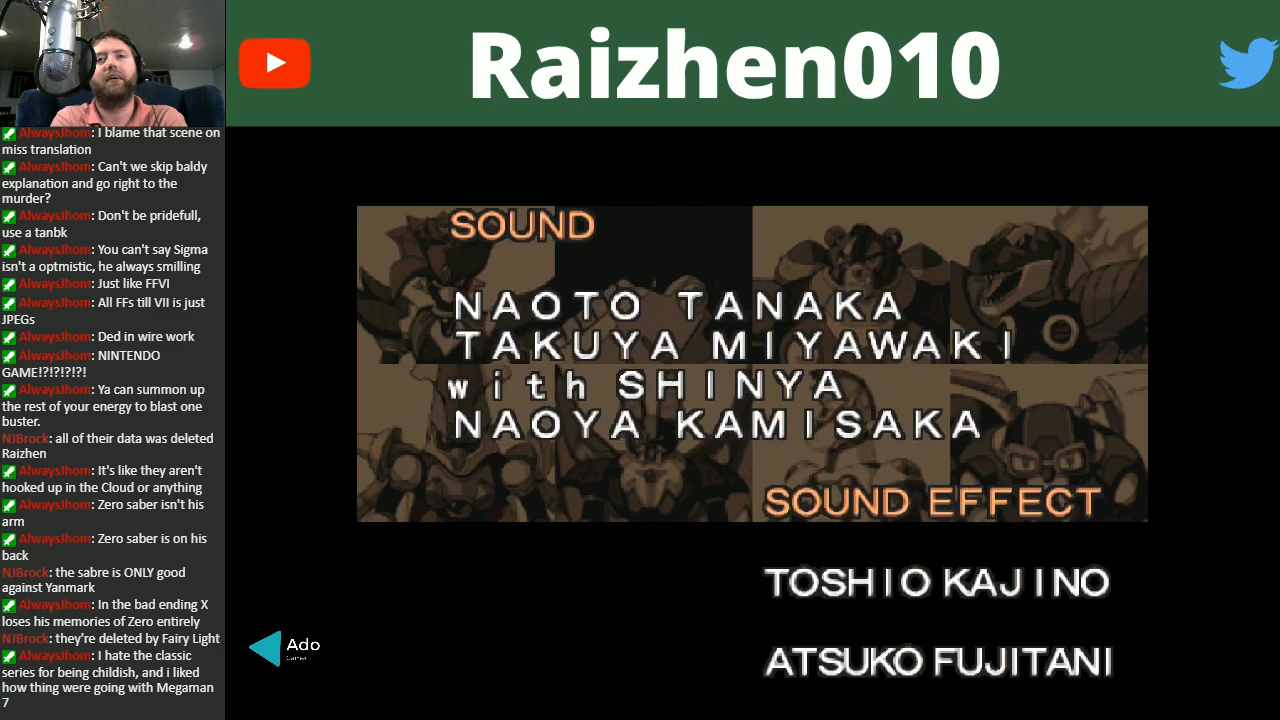 Raizhen010
AlwaysJhom: I blame that scene on
miss translation
AlwaysJhom: Can't we skip baldy
explanation and go right to the
murder?
AlwaysJhom: Don't be pridefull,
use a tanbk
AlwaysJhom: You can't say Sigma
isn't a optmistic, he always smilling
AlwaysJhom: Just like FFVI
AlwaysJhom: All FFs till VII is just
JPEGs
AlwaysJhom: Ded in wire work
AlwaysJhom: NINTENDO
GAME!?!?!?!?!
AlwaysJhom: Ya can summon up
the rest of your energy to blast one
buster.
NJBrock: all of their data was deleted
Raizhen
AlwaysJhom: It's like they aren't
hooked up in the Cloud or anything
AlwaysJhom: Zero saber isn't his
arm
AlwaysJhom: Zero saber is on his
back
NJBrock: the sabre is ONLY good
against Yanmark
AlwaysJhom: In the bad ending X
loses his memories of Zero entirely
NJBrock: they're deleted by Fairy Light
AlwaysJhom: I hate the classic
series for being childish, and i liked
how thing were going with Megaman
7
SOUND
NAOTO TANAKA
TAKUYA MIYAWAKI
with SHINYA
NAOYA KAMISAKA
SOUND EFFECT
TOSHIO KAJINO
ATSUKO FUJITANI
Ado